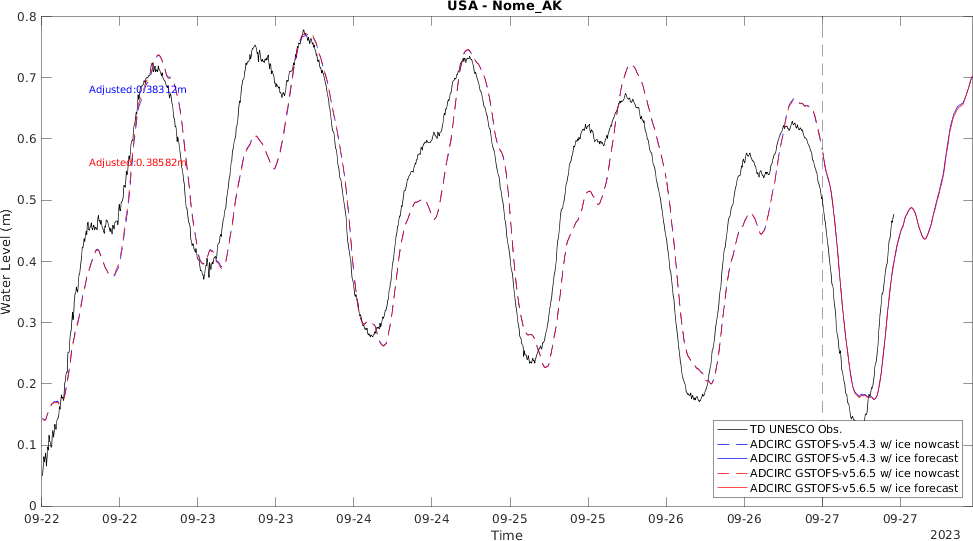 USA - Nome_AK
0.8
0.7
0.6
0.5
0.4
0.3
0.2
0.1
0
Water Level (m)
Adjusted:0.38312m
Adjusted:0.38582m
TD UNESCO Obs.
ADCIRC GSTOFS-v5.4.3 w/ ice nowcast
ADCIRC GSTOFS-v5.4.3 w/ ice forecast
ADCIRC GSTOFS-v5.6.5 w/ ice nowcast
ADCIRC GSTOFS-v5.6.5 w/ ice forecast
09-22 09-22 09-23 09-23 09-24 09-24 09-25 09-25 09-26 09-26 09-27 09-27
Time
2023